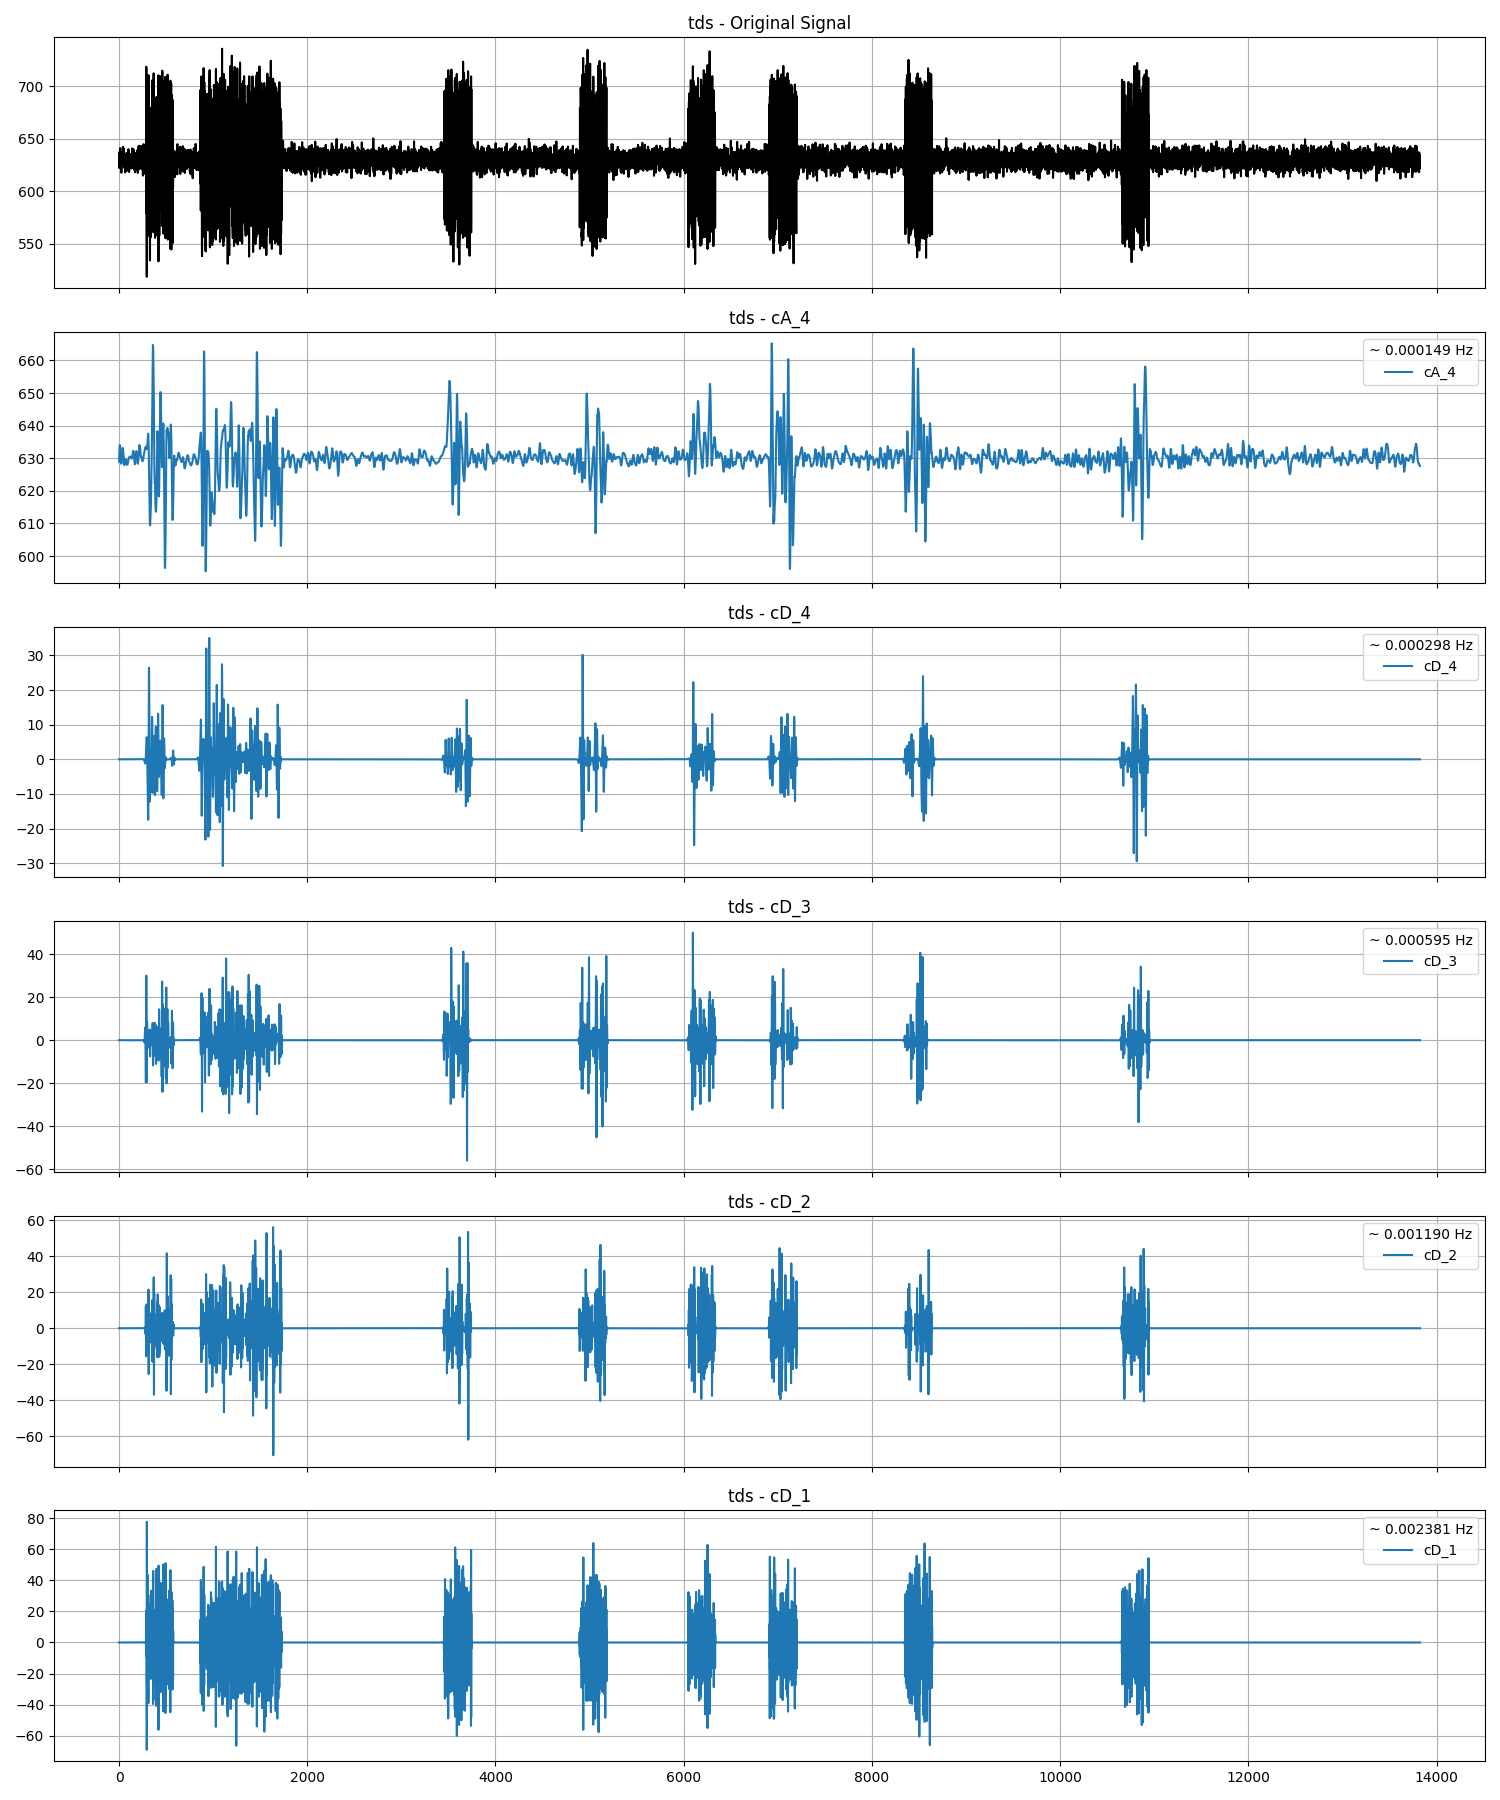 tds - Original Signal
700
650
600
550
tds - cA_4
~ 0.000149 Hz
cA_4
660
650
640
630
620
610
600
tds - cD_4
~ 0.000298 Hz
cD_4
30
20
10
0
−10
−20
−30
tds - cD_3
~ 0.000595 Hz
cD_3
40
20
0
−20
−40
−60
tds - cD_2
~ 0.001190 Hz
cD_2
60
40
20
0
−20
−40
−60
tds - cD_1
~ 0.002381 Hz
cD_1
80
60
40
20
0
−20
−40
−60
0 2000 4000 6000 8000 10000 12000 14000